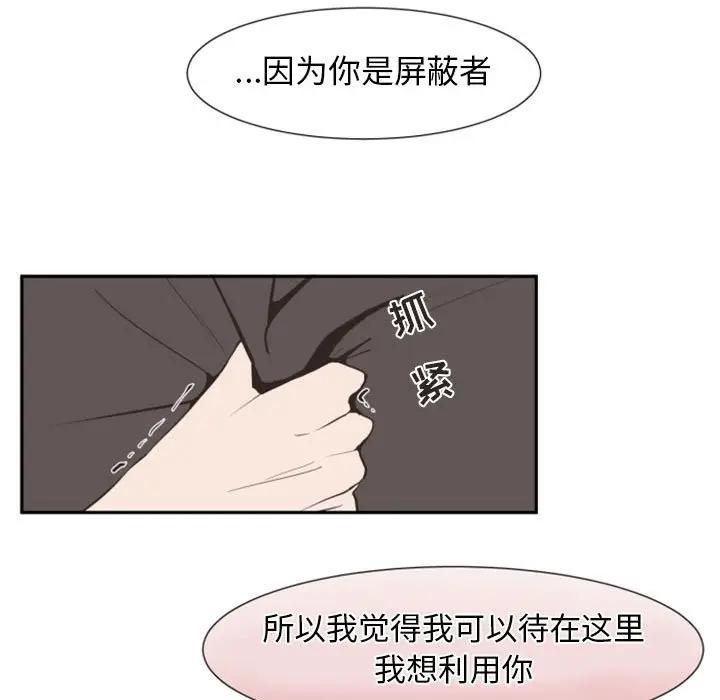 ...因为你是屏蔽者
抓
紧
所以我觉得我可以待在这里
我想利用你